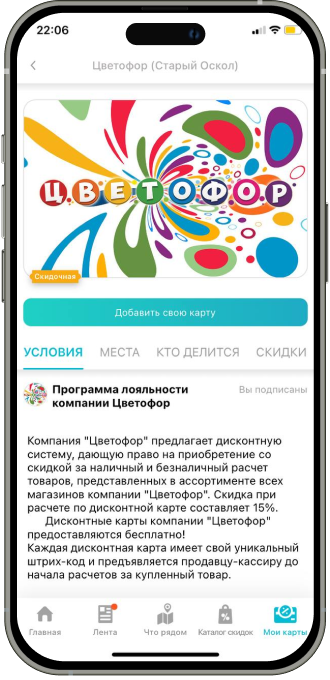 22:06
Цветофор (Старый Оскол)
ЦВЕТОФОР
Скидочная
Добавить свою карту
УСЛОВИЯ МЕСТА КТО ДЕЛИТСЯ СКИДКИ
Программа лояльности Вы подписаны
компании Цветофор
Компания "Цветофор" предлагает дисконтную
систему, дающую право на приобретение со
скидкой за наличный и безналичный расчет
товаров, представленных в ассортименте всех
магазинов компании "Цветофор". Скидка при
расчете по дисконтной карте составляет 15%.
Дисконтные карты компании "Цветофор"
предоставляются бесплатно!
Каждая дисконтная карта имеет свой уникальный
штрих-код и предъявляется продавцу-кассиру до
начала расчетов за купленный товар.
Главная Лента Что рядом Каталог скидок Мои карты